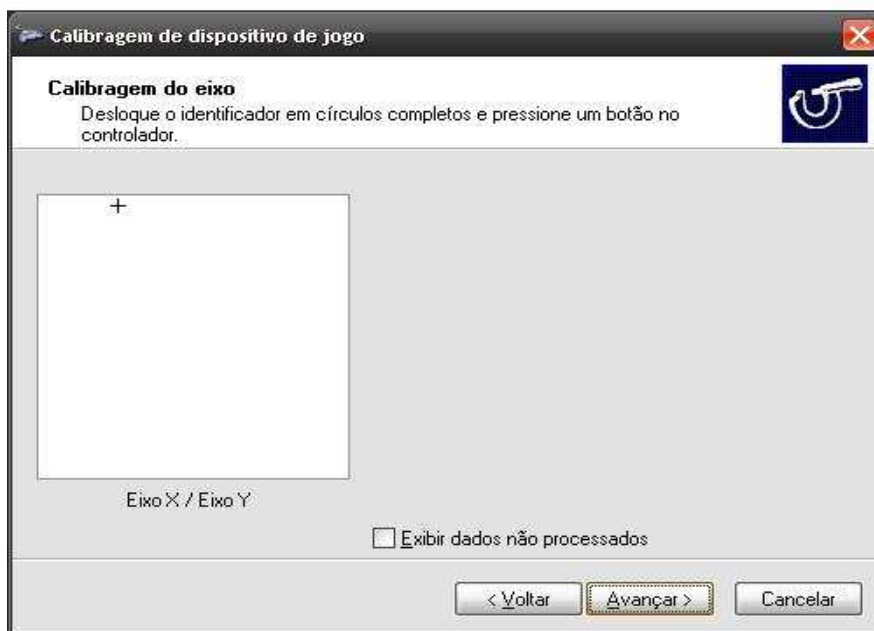 Calibragem de dispositivo de jogo
Calibragem do eixo
Desloque o identificador em círculos completos e pressione um botão no
controlador.
Eixo X / Eixo Y
Exibir dados não processados
< Voltar
Avançar >
Cancelar